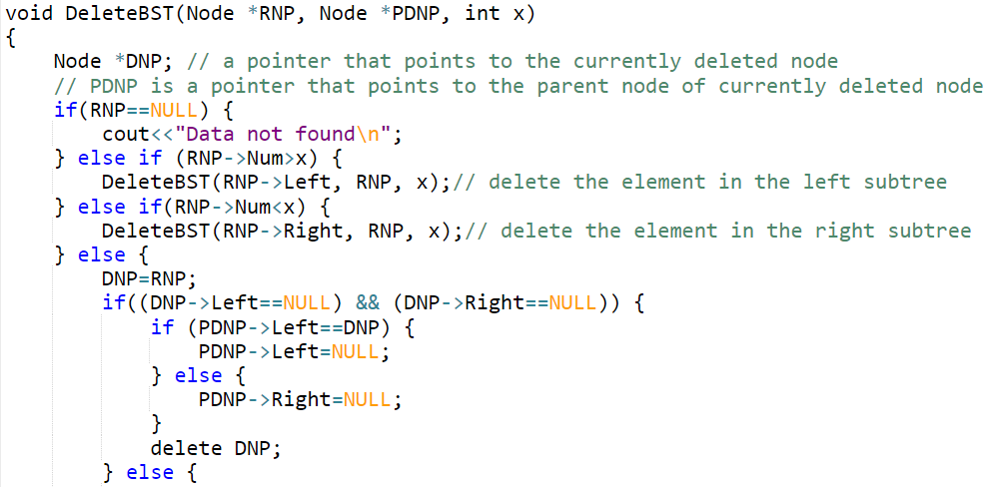 void DeleteBST(Node *RNP, Node *PDNP, int x)
{
    Node *DNP; // a pointer that points to the currently deleted node
    // PDNP is a pointer that points to the parent node of currently deleted node
    if(RNP==NULL) {
        cout<<"Data not found\n";
    } else if (RNP->Num>x) {
        DeleteBST(RNP->Left, RNP, x);// delete the element in the left subtree
    } else if(RNP->Num<x) {
        DeleteBST(RNP->Right, RNP, x);// delete the element in the right subtree
    } else {
        DNP=RNP;
        if((DNP->Left==NULL) && (DNP->Right==NULL)) {
            if (PDNP->Left==DNP) {
                PDNP->Left=NULL;
            } else {
                PDNP->Right=NULL;
            }
            delete DNP;
        } else {